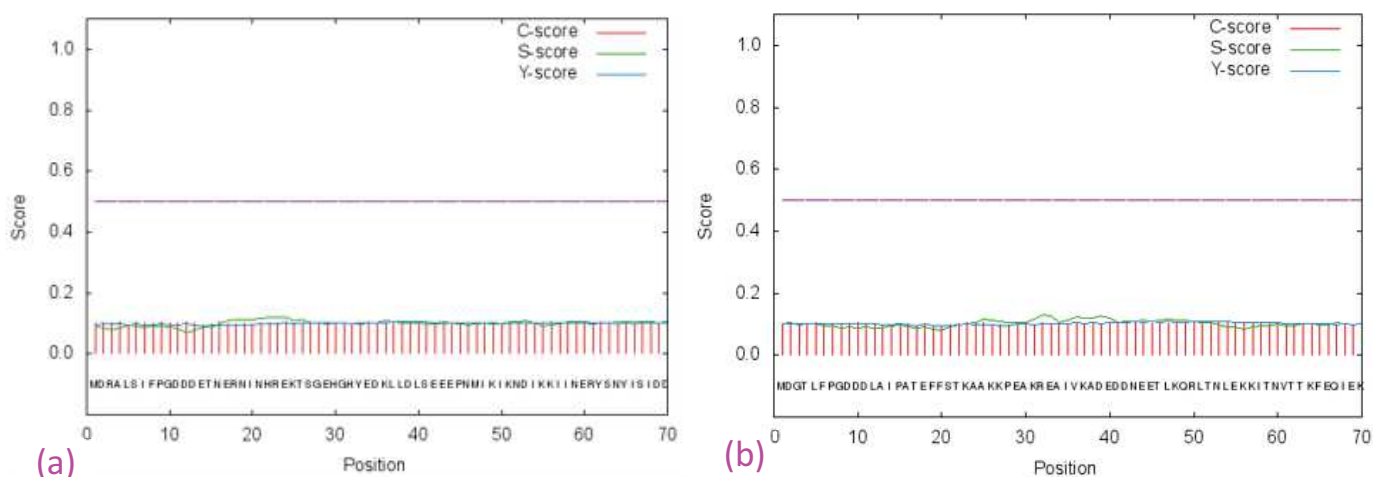 1.0
0.8
0.6
0.4
0.2
0.0
Score
C-score
S-score
Y-score
MDRALSIFPGDDDETNERNINHREKTSGEHGHYEDKLLDLSEEEPNMIKIKNDIKKIINERYSNYISIDD
0 10 20 30 40 50 60 70
Position
(a)
1.0
0.8
0.6
0.4
0.2
0.0
Score
C-score
S-score
Y-score
MDGTLFPGDDDLAIPATEFFSTKAAKKPEAKREAIVKADEDDNEETLKQRLTNLEKKITNVTTKFEQIEK
0 10 20 30 40 50 60 70
Position
(b)